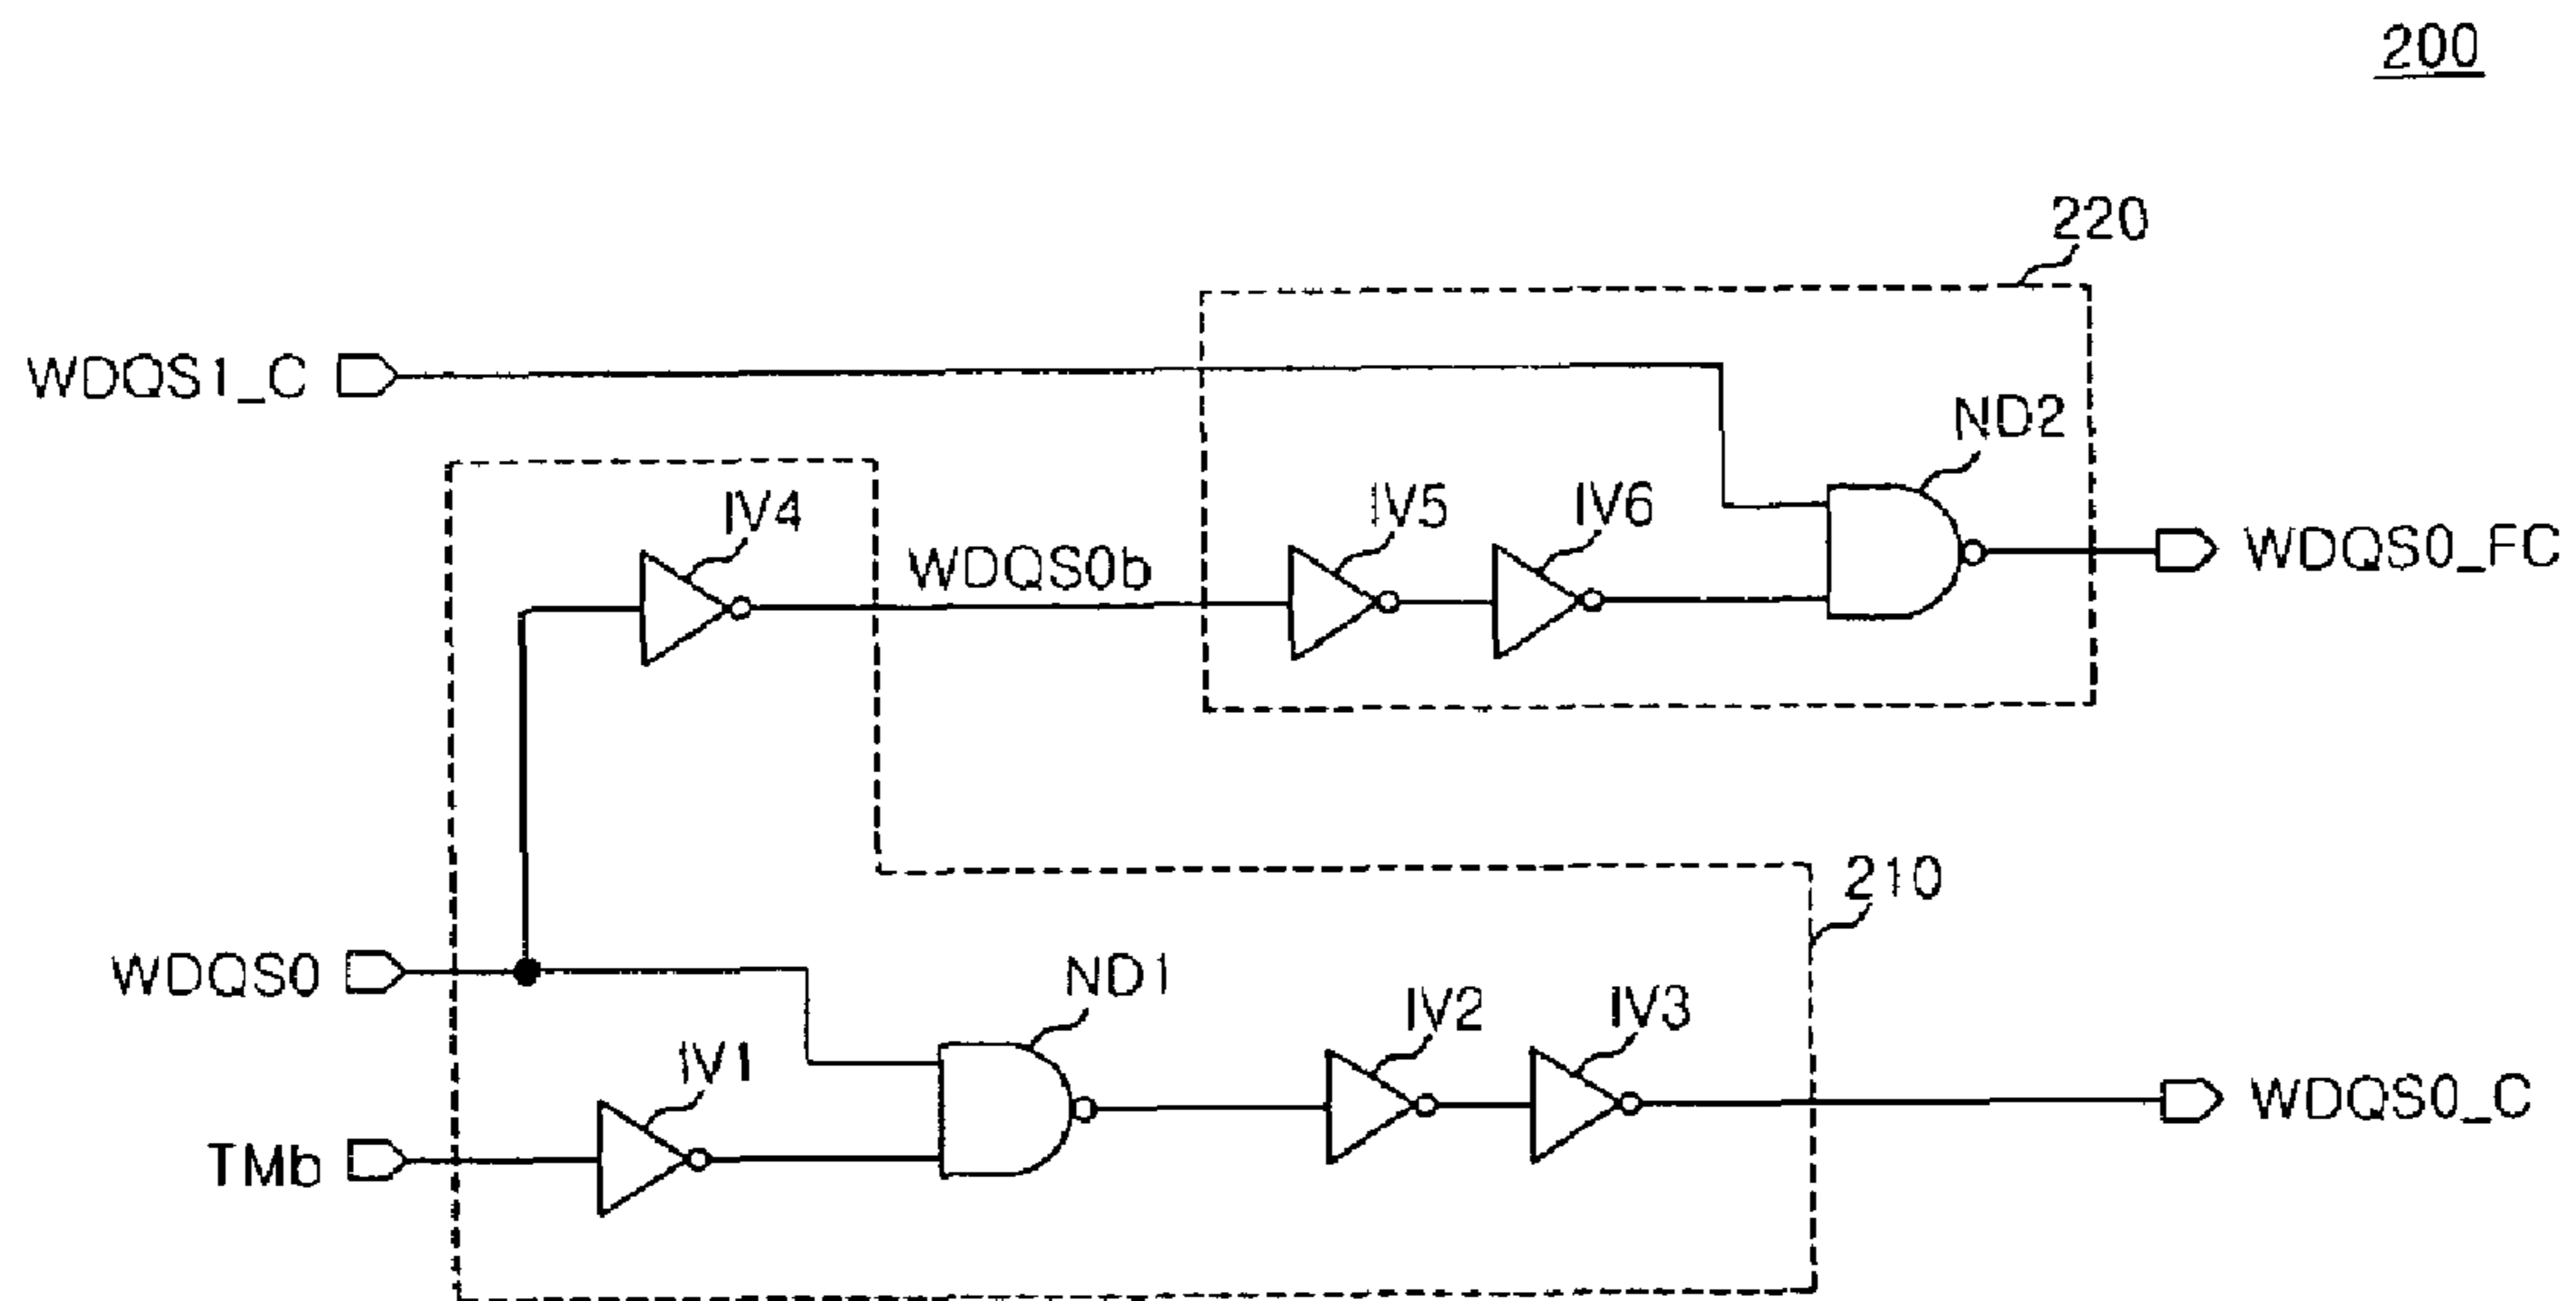 200
220
WDQS1_C
ND2
IV4
IV5
IV6
WDQS0b
WDQS0_FC
210
WDQS0
ND1
IV2
IV3
IV1
WDQS0_C
TMb